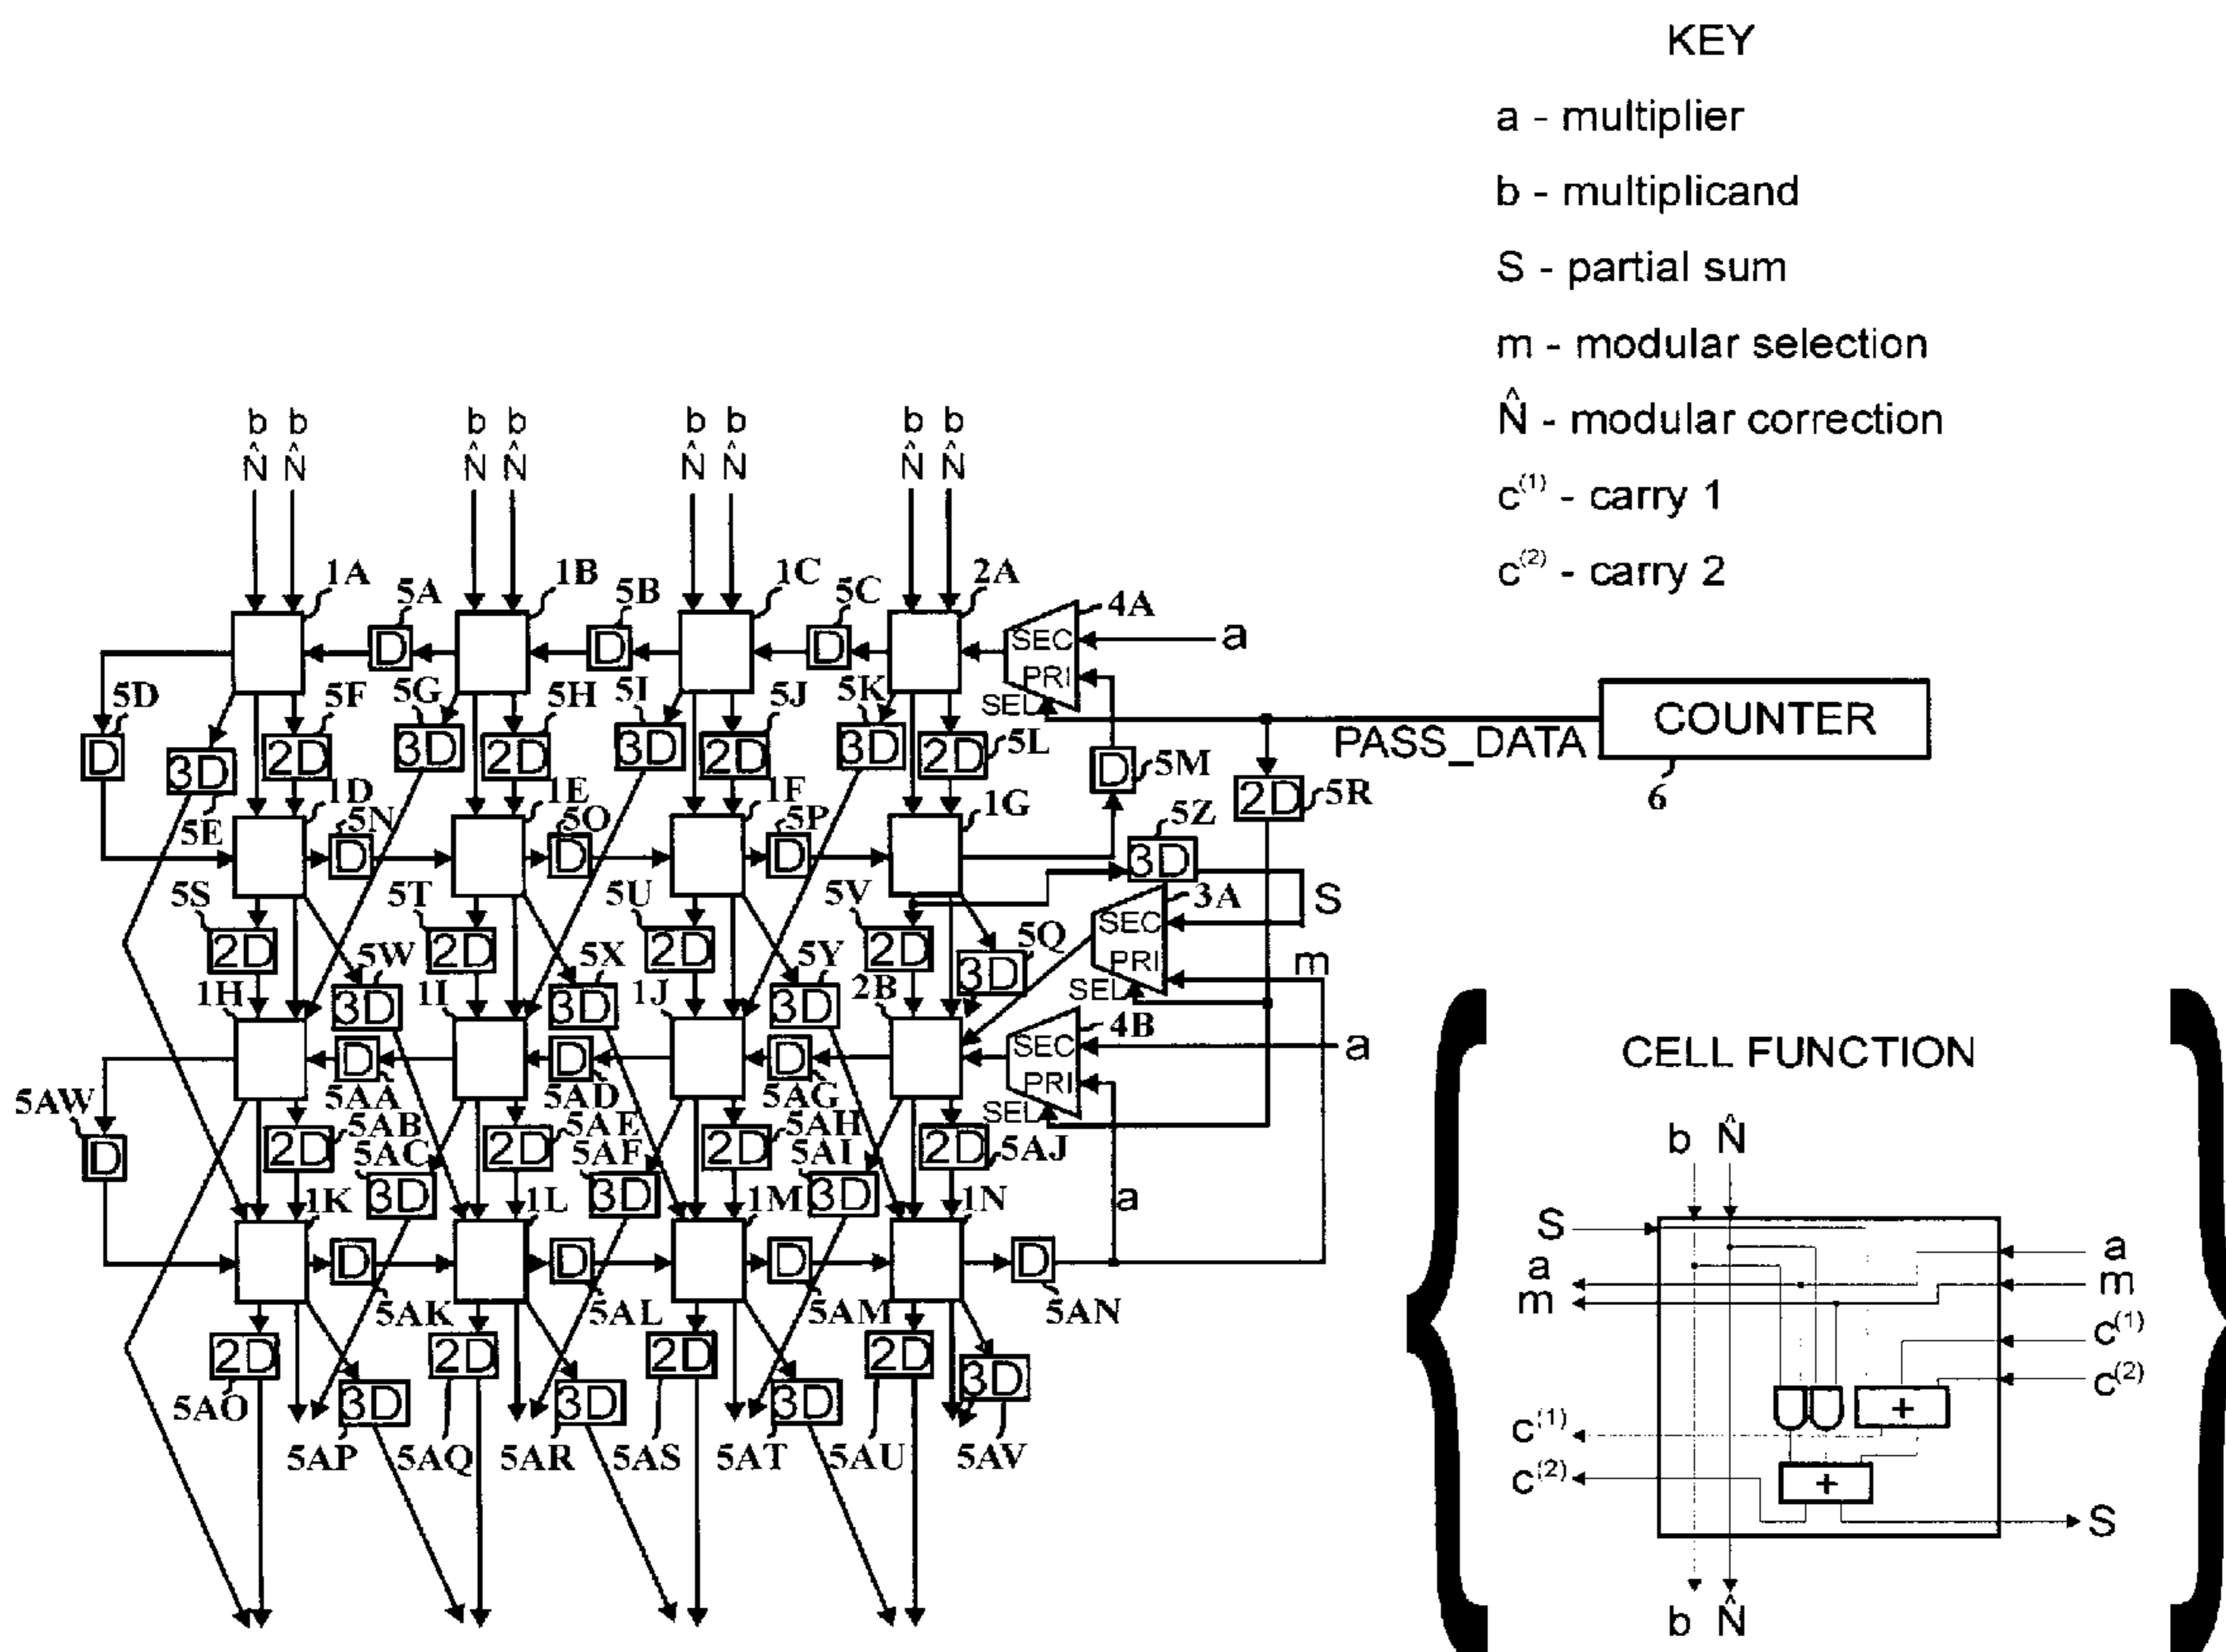 KEY
a - multiplier
b - multiplicand
S - partial sum
m - modular selection
N̂ - modular correction
c⁽¹⁾ - carry 1
c⁽²⁾ - carry 2
b b b b b b b b
N̂ N̂ N̂ N̂ N̂ N̂ N̂ N̂
1A 5A 1B 5B 1C 5C 2A 4A
D D D SEC a
PRI
5D 5F 5G 5H 5I 5J 5K SEL
COUNTER
D 3D 2D 3D 2D 3D 2D 3D 2D 5L D 5M PASS_DATA
2D 5R 6
5E 1D 5N 1E 5O 1F 5P 1G 5Z
D D D 3D
5S 5T 5U 5V 3A S
SEC
2D 2D 2D 2D 5Q
PRI m
5W 5X 5Y 3D
1H 3D 1I 3D 1J 3D 2B SEL
4B
D D D SEC a
5AW 5AA 5AD 5AG PRI
SEL
D 2D 5AB 2D 5AE 2D 5AH 2D 5AJ
5AC 5AF 5AI
3D 3D 3D
1K 1L 1M 1N a
D D D D
5AK 5AL 5AM 5AN
2D 2D 2D 2D
5AO 3D 3D 3D 3D
5AP 5AQ 5AR 5AS 5AT 5AU 5AV
CELL FUNCTION
b N̂
S
a a
m m
c⁽¹⁾
c⁽²⁾
+
c⁽¹⁾
c⁽²⁾ +
S
b N̂